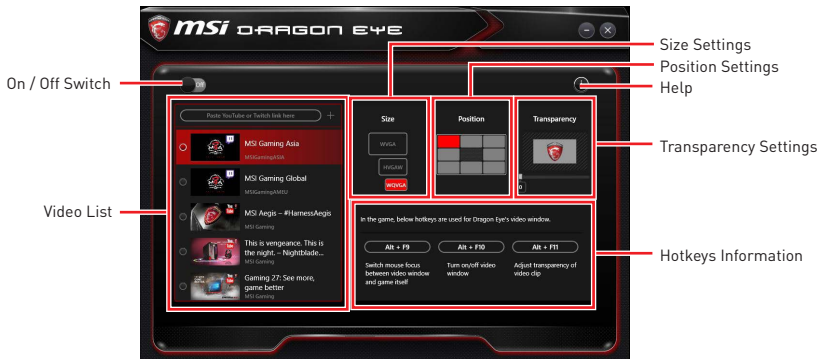 msi DRAGON EYE
Size Settings
Position Settings
Help
On / Off Switch
Off
Paste YouTube or Twitch link here
Size
Position
Transparency
WVGA
HVGAW
WQVGA
0
Transparency Settings
MSI Gaming Asia
MSIGamingASIA
MSI Gaming Global
MSIGamingAMEU
Video List
MSI Aegis – #HarnessAegis
MSI Gaming
This is vengeance. This is
the night. – Nightblade...
MSI Gaming
Gaming 27: See more,
game better
MSI Gaming
In the game, below hotkeys are used for Dragon Eye's video window.
Alt + F9
Alt + F10
Alt + F11
Switch mouse focus
between video window
and game itself
Turn on/off video
window
Adjust transparency of
video clip
Hotkeys Information